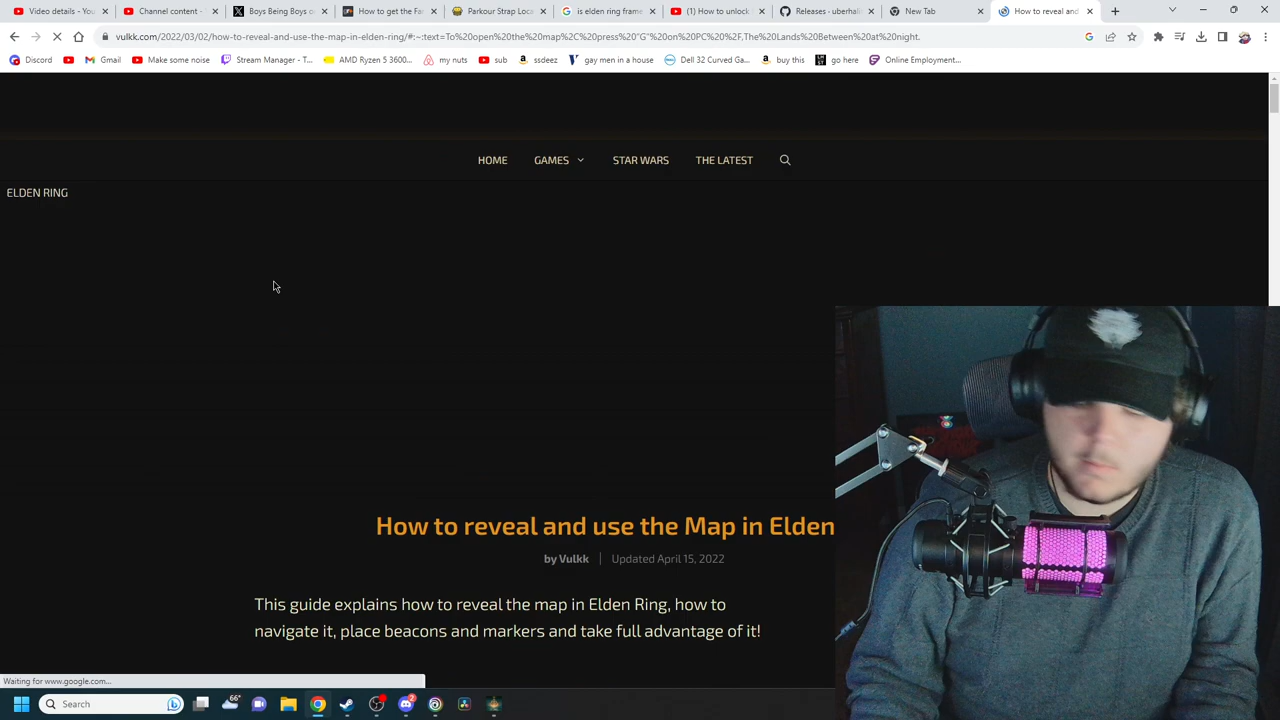 Video details - You
Channel content -
Boys Being Boys o
How to get the Fa
Parkour Strap Loca
is elden ring frame
(1) How to unlock
Releases - uberhali
New Tab
How to reveal and
vulkk.com/2022/03/02/how-to-reveal-and-use-the-map-in-elden-ring/#:~:text=To%20open%20the%20map%2C%20press%20"G"%20on%20PC%20%2F,The%20Lands%20Between%20at%20night.
Discord
Gmail
Make some noise
Stream Manager - T...
AMD Ryzen 5 3600...
my nuts
sub
ssdeez
gay men in a house
Dell 32 Curved Ga...
buy this
go here
Online Employment...
HOME GAMES STAR WARS THE LATEST
ELDEN RING
How to reveal and use the Map in Elden
by Vulkk | Updated April 15, 2022
This guide explains how to reveal the map in Elden Ring, how to
navigate it, place beacons and markers and take full advantage of it!
Waiting for www.google.com...
Search
66°
2